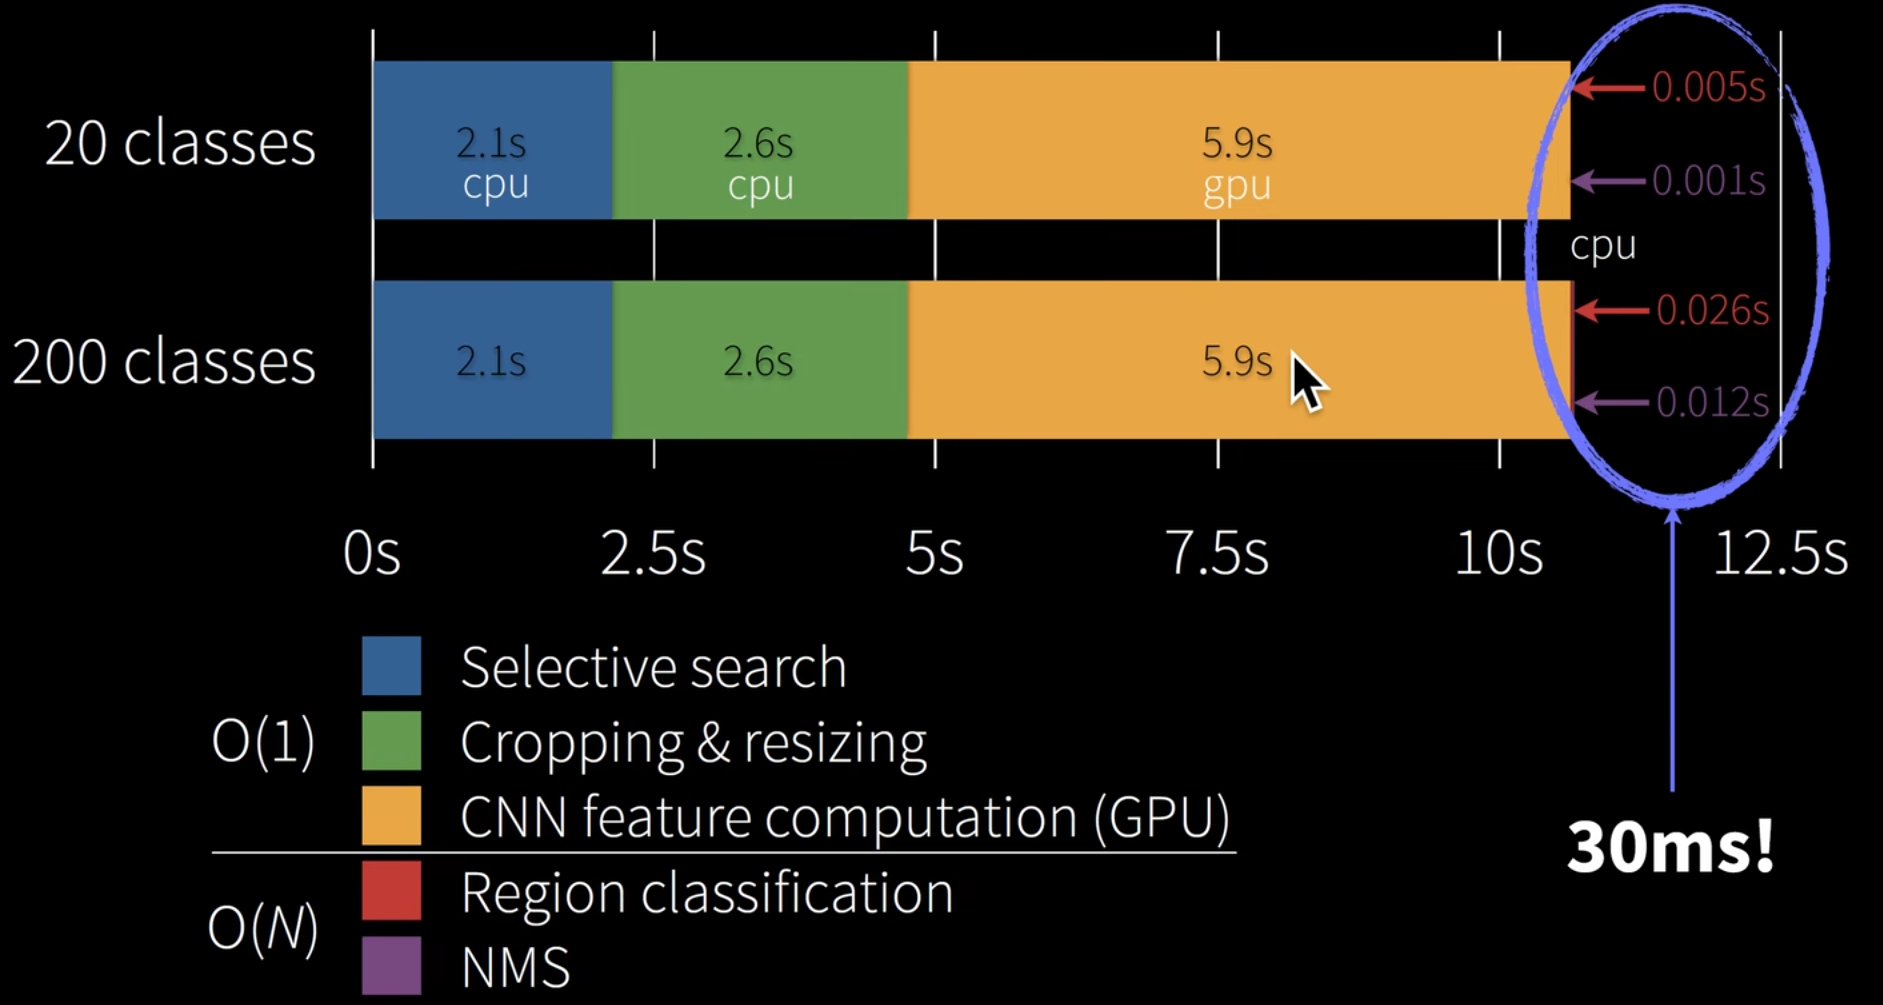 20 classes
2.1s
cpu
2.6s
cpu
5.9s
gpu
0.005s
0.001s
cpu
200 classes
2.1s
2.6s
5.9s
0.026s
0.012s
0s 2.5s 5s 7.5s 10s 12.5s
O(1)
Selective search
Cropping & resizing
CNN feature computation (GPU)
O(N)
Region classification
NMS
30ms!